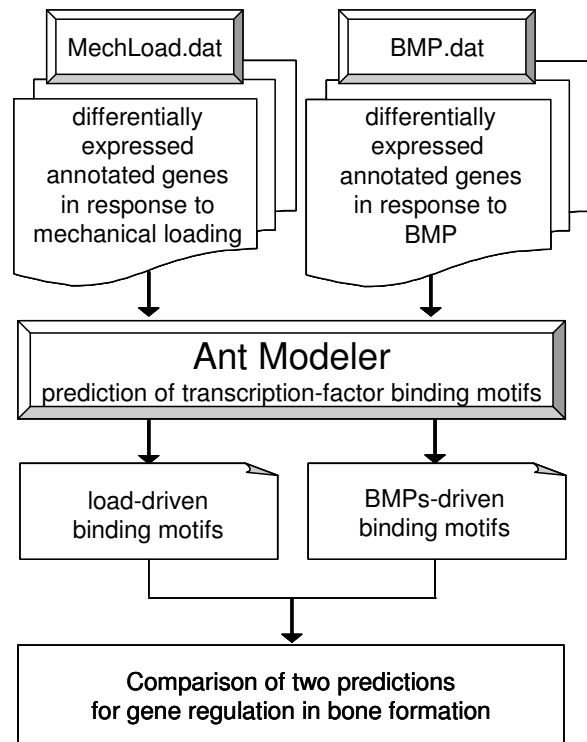 MechLoad.dat
differentially
expressed
annotated genes
in response to
mechanical loading
BMP.dat
differentially
expressed
annotated genes
in response to
BMP
Ant Modeler
prediction of transcription-factor binding motifs
load-driven
binding motifs
BMPs-driven
binding motifs
Comparison of two predictions
for gene regulation in bone formation